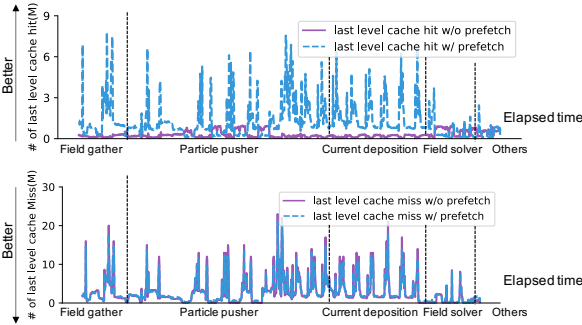 Better
# of last level cache hit(M)
9
6
3
0
last level cache hit w/o prefetch
last level cache hit w/ prefetch
Elapsed time
Field gather
Particle pusher
Current deposition
Field solver
Others
Better
# of last level cache Miss(M)
30
20
10
0
last level cache miss w/o prefetch
last level cache miss w/ prefetch
Elapsed time
Field gather
Particle pusher
Current deposition
Field solver
Others